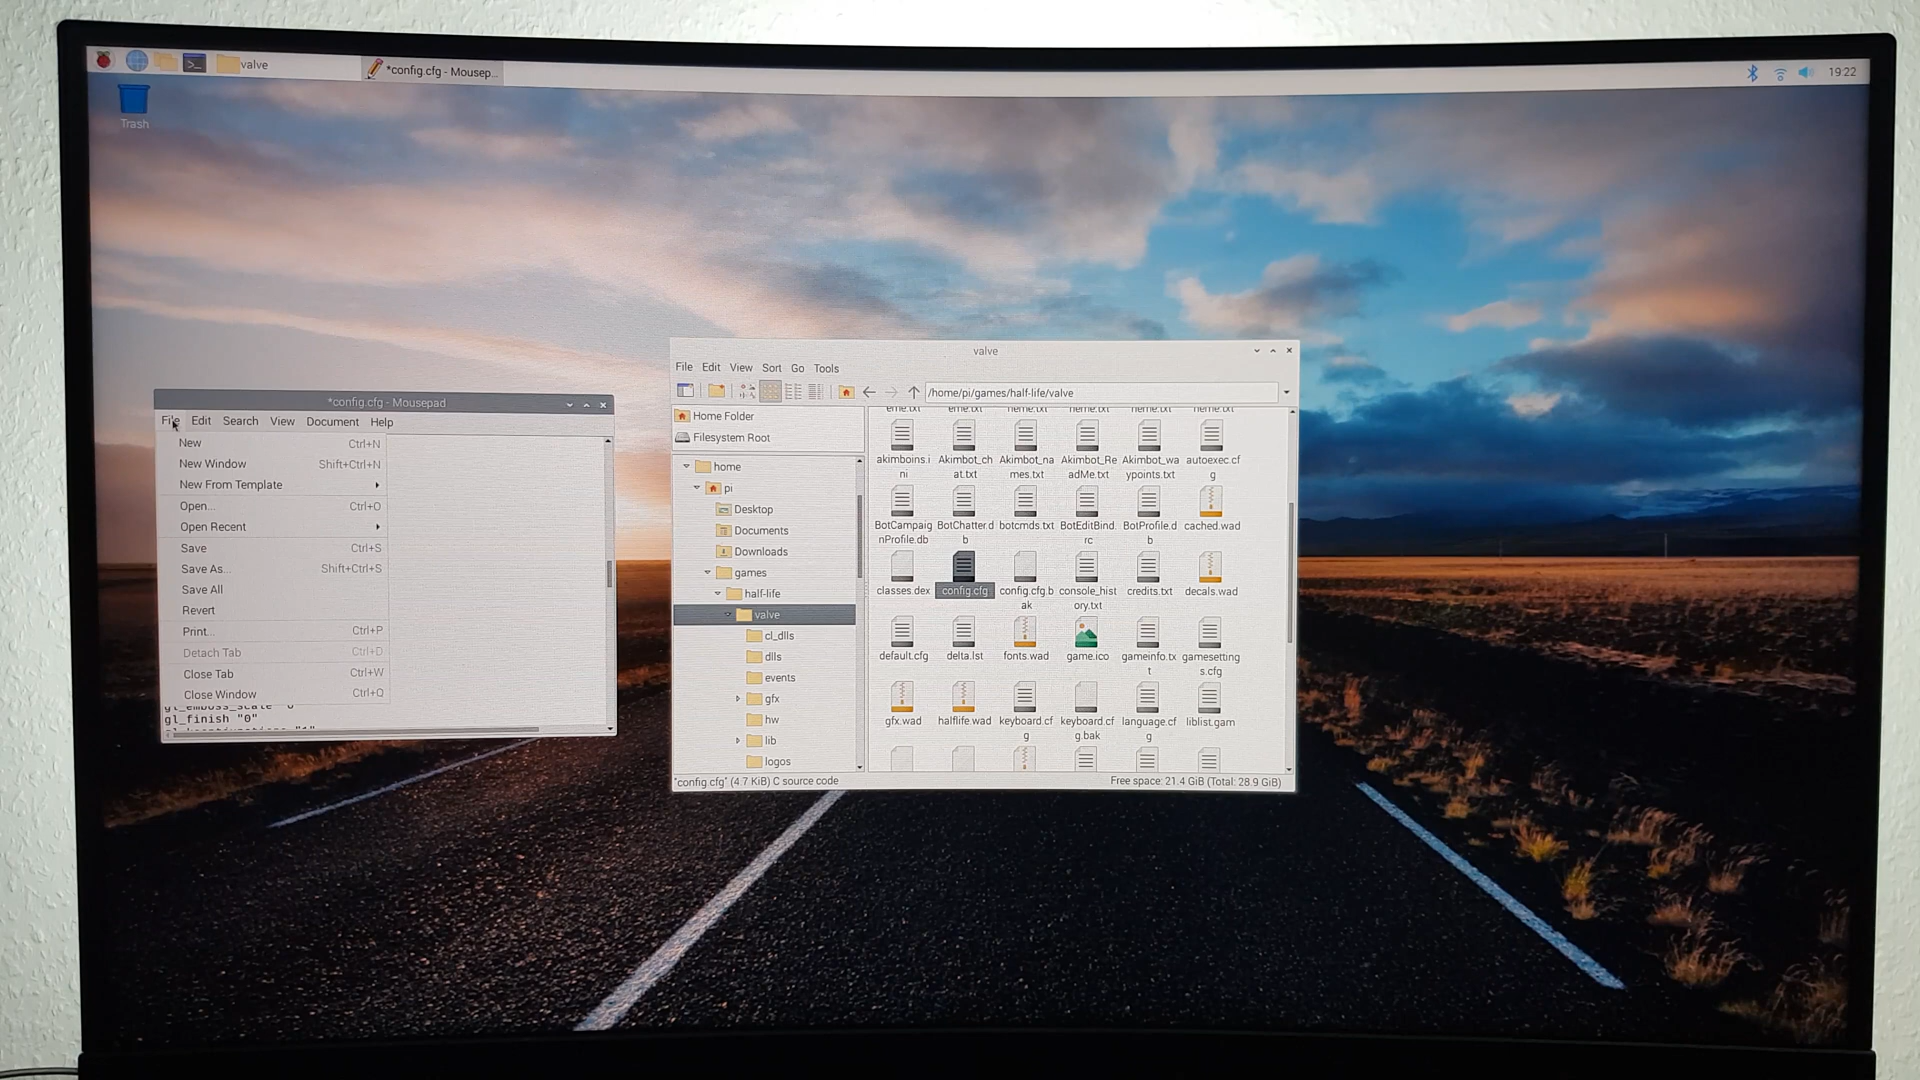 valve
*config.cfg - Mousep...
19:22
Trash
*config.cfg - Mousepad
File Edit Search View Document Help
New Ctrl+N
New Window Shift+Ctrl+N
New From Template
Open... Ctrl+O
Open Recent
Save Ctrl+S
Save As... Shift+Ctrl+S
Save All
Revert
Print... Ctrl+P
Detach Tab Ctrl+D
Close Tab Ctrl+W
Close Window Ctrl+Q
gl_emboss_scale "0"
gl_finish "0"
valve
File Edit View Sort Go Tools
/home/pi/games/half-life/valve
Home Folder
Filesystem Root
home
pi
Desktop
Documents
Downloads
games
half-life
valve
cl_dlls
dlls
events
gfx
hw
lib
logos
akimboins.i Akimbot_ch Akimbot_na Akimbot_Re Akimbot_wa autoexec.cf
ni at.txt mes.txt adMe.txt ypoints.txt g
BotCampaig BotChatter.d botcmds.txt BotEditBind. BotProfile.d cached.wad
nProfile.db b rc b
classes.dex config.cfg config.cfg.b console_hist credits.txt decals.wad
ak ory.txt
default.cfg delta.lst fonts.wad game.ico gameinfo.tx gamesetting
t s.cfg
gfx.wad halflife.wad keyboard.cf keyboard.cf language.cf liblist.gam
g g.bak g
"config.cfg" (4.7 KiB) C source code
Free space: 21.4 GiB (Total: 28.9 GiB)